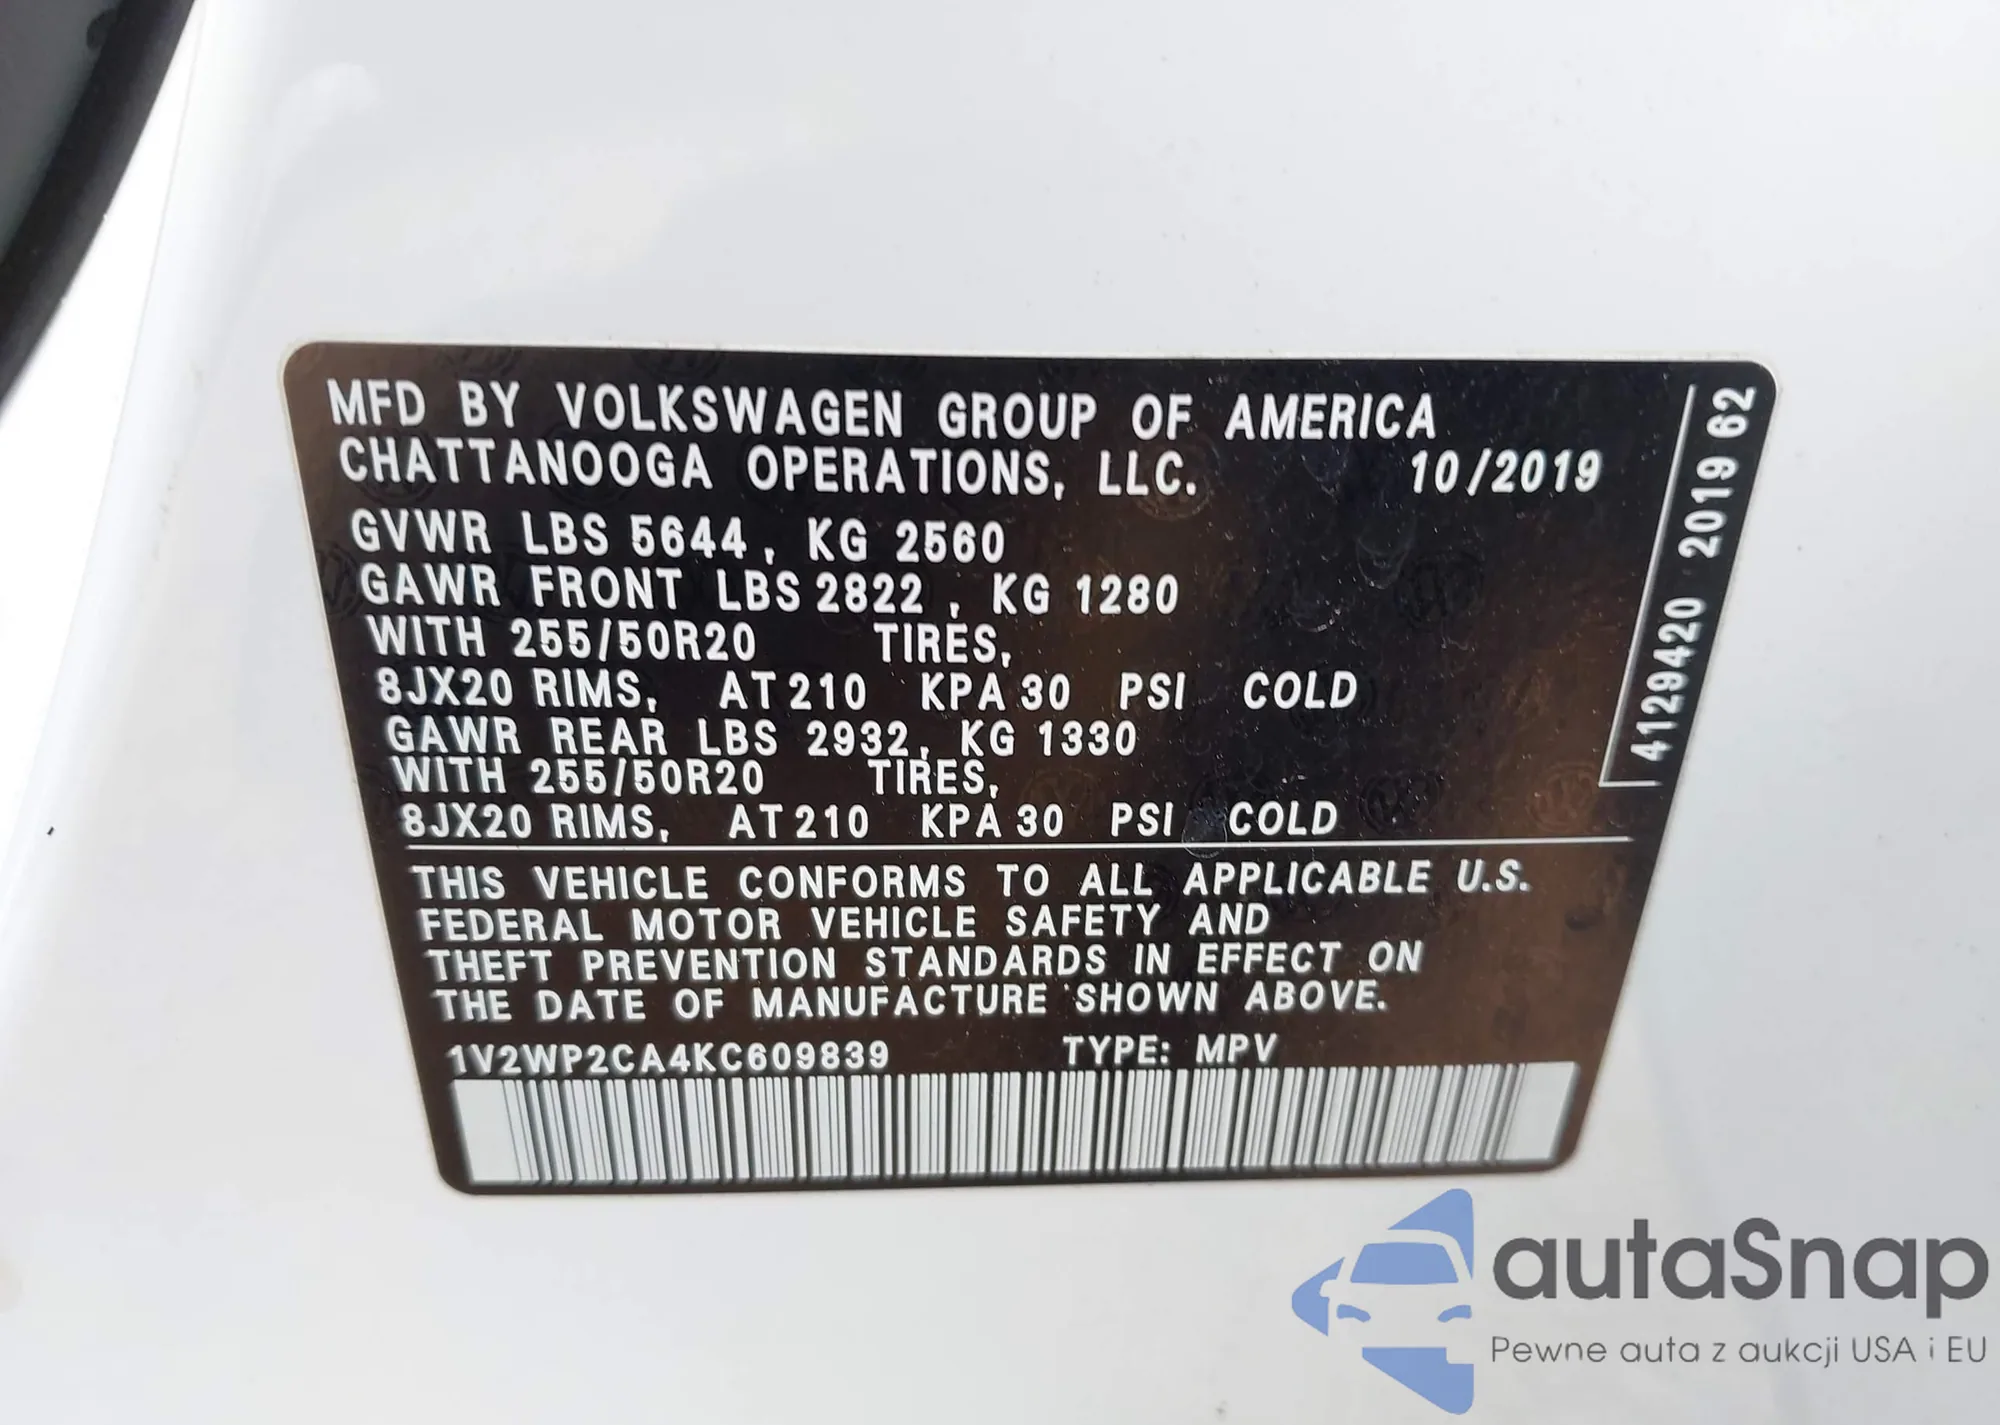 MFD BY VOLKSWAGEN GROUP OF AMERICA
CHATTANOOGA OPERATIONS, LLC. 10/2019
GVWR LBS 5644, KG 2560
GAWR FRONT LBS 2822, KG 1280
WITH 255/50R20 TIRES,
8JX20 RIMS, AT 210 KPA 30 PSI COLD
GAWR REAR LBS 2932, KG 1330
WITH 255/50R20 TIRES,
8JX20 RIMS, AT 210 KPA 30 PSI COLD
THIS VEHICLE CONFORMS TO ALL APPLICABLE U.S.
FEDERAL MOTOR VEHICLE SAFETY AND
THEFT PREVENTION STANDARDS IN EFFECT ON
THE DATE OF MANUFACTURE SHOWN ABOVE.
1V2WP2CA4KC609839 TYPE: MPV
4129420 2019 62
autaSnap
Pewne auta z aukcji USA i EU